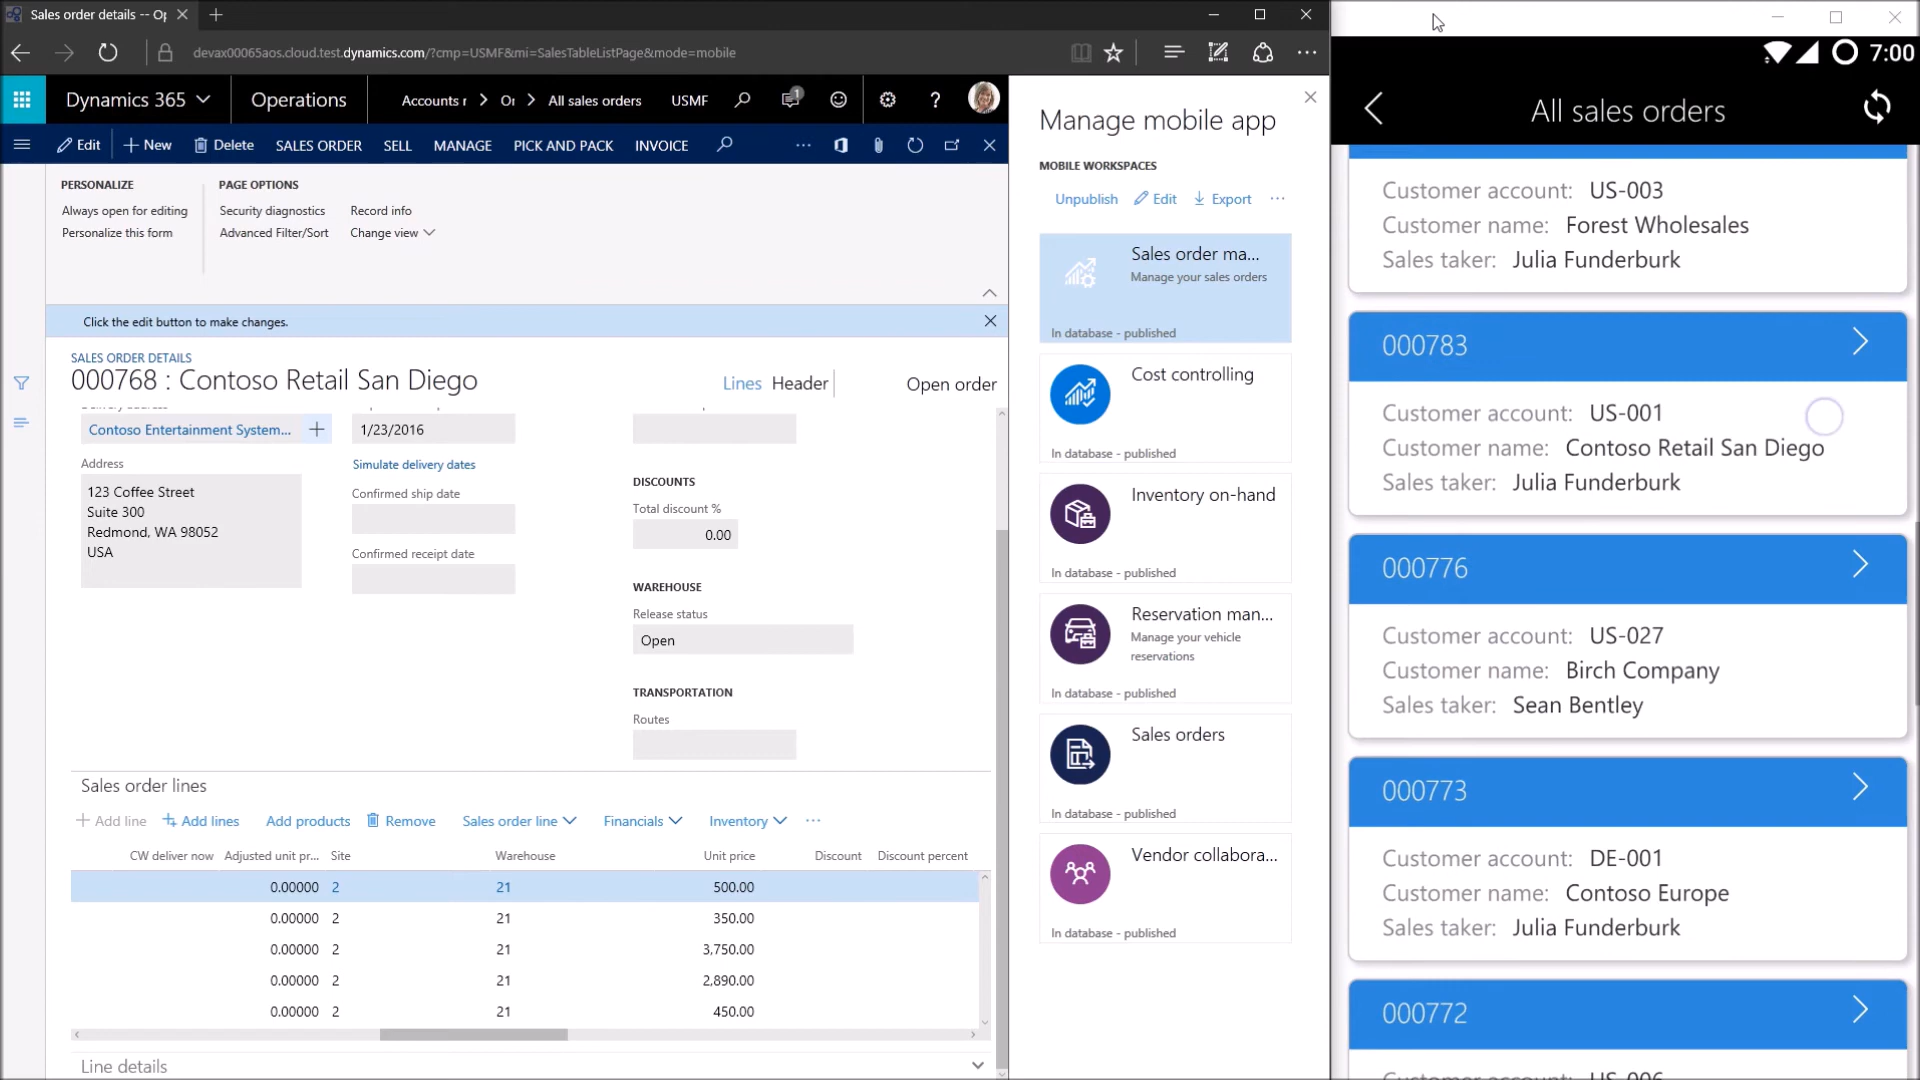 Sales order details -- Op
devax00065aos.cloud.test.dynamics.com/?cmp=USMF&mi=SalesTableListPage&mode=mobile
Dynamics 365
Operations
Accounts r
Or
All sales orders
USMF
1
?
Edit
New
Delete
SALES ORDER
SELL
MANAGE
PICK AND PACK
INVOICE
PERSONALIZE
Always open for editing
Personalize this form
PAGE OPTIONS
Security diagnostics
Advanced Filter/Sort
Record info
Change view
Click the edit button to make changes.
SALES ORDER DETAILS
000768 : Contoso Retail San Diego
Lines
Header
Open order
Contoso Entertainment System...
Address
123 Coffee Street
Suite 300
Redmond, WA 98052
USA
1/23/2016
Simulate delivery dates
Confirmed ship date
Confirmed receipt date
DISCOUNTS
Total discount %
0.00
WAREHOUSE
Release status
Open
TRANSPORTATION
Routes
Sales order lines
Add line
Add lines
Add products
Remove
Sales order line
Financials
Inventory
CW deliver now Adjusted unit pr... Site Warehouse Unit price Discount Discount percent
0.00000 2 21 500.00
0.00000 2 21 350.00
0.00000 2 21 3,750.00
0.00000 2 21 2,890.00
0.00000 2 21 450.00
Line details
Manage mobile app
MOBILE WORKSPACES
Unpublish
Edit
Export
Sales order ma...
Manage your sales orders
In database - published
Cost controlling
In database - published
Inventory on-hand
In database - published
Reservation man...
Manage your vehicle
reservations
In database - published
Sales orders
In database - published
Vendor collabora...
In database - published
7:00
All sales orders
Customer account: US-003
Customer name: Forest Wholesales
Sales taker: Julia Funderburk
000783
Customer account: US-001
Customer name: Contoso Retail San Diego
Sales taker: Julia Funderburk
000776
Customer account: US-027
Customer name: Birch Company
Sales taker: Sean Bentley
000773
Customer account: DE-001
Customer name: Contoso Europe
Sales taker: Julia Funderburk
000772
Customer account: US-006